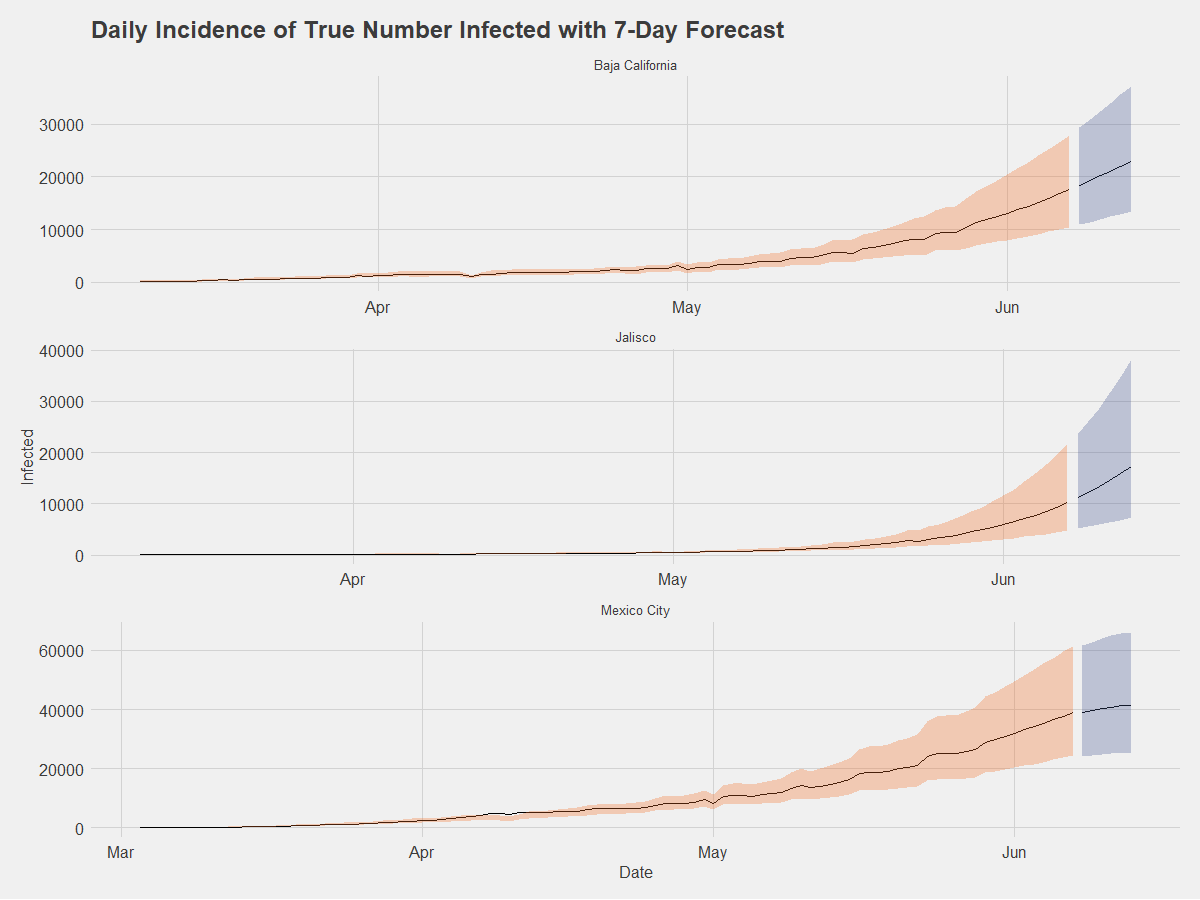 Daily Incidence of True Number Infected with 7-Day Forecast
Baja California
30000
20000
10000
0
Apr May Jun
Jalisco
40000
30000
20000
10000
0
Apr May Jun
Infected
Mexico City
60000
40000
20000
0
Mar Apr May Jun
Date